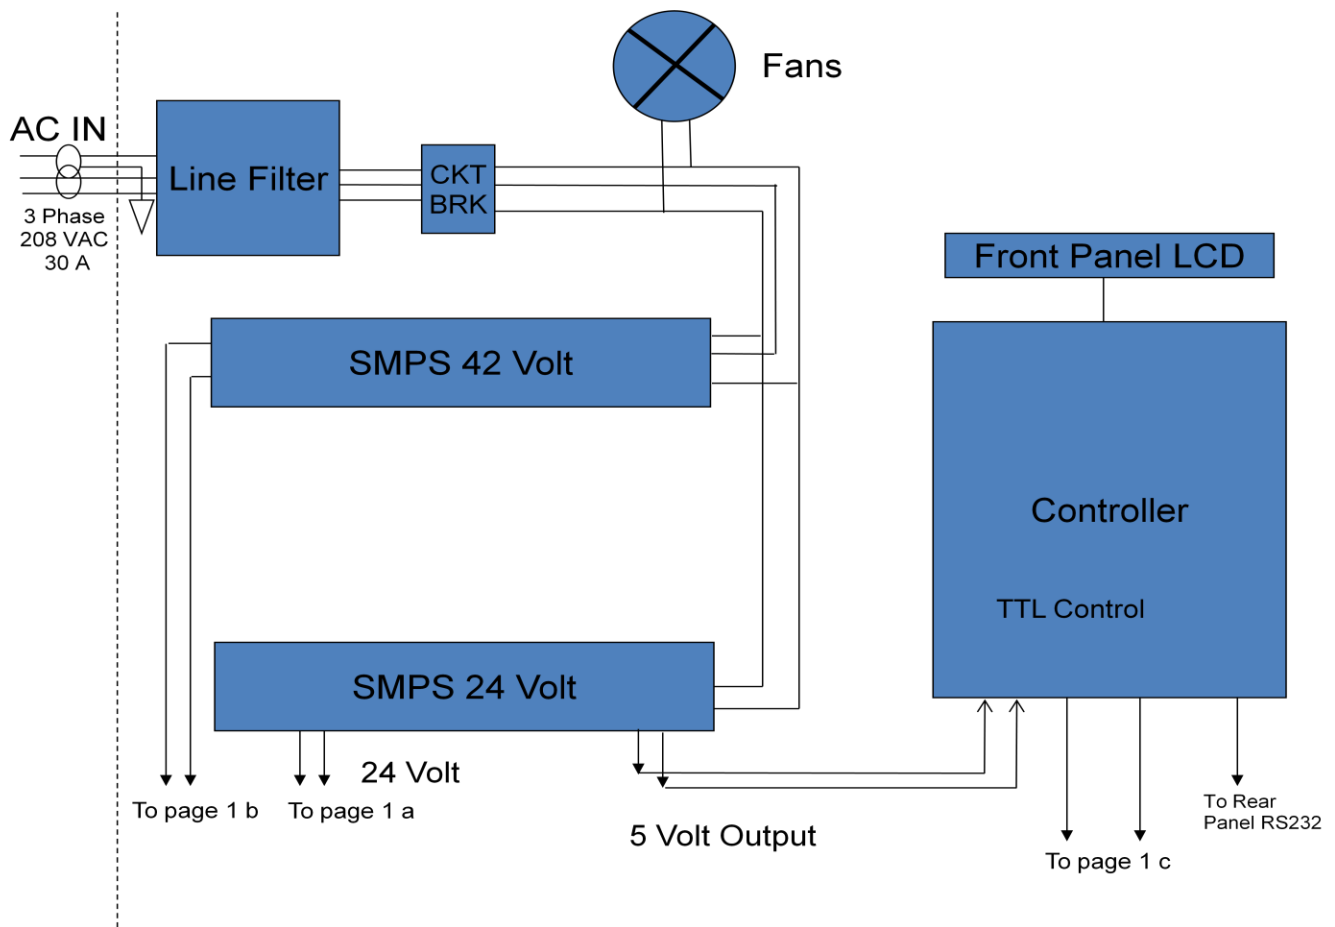 Fans
AC IN
Line Filter
CKT
BRK
3 Phase
208 VAC
30 A
Front Panel LCD
SMPS 42 Volt
Controller
TTL Control
SMPS 24 Volt
24 Volt
To page 1 b
To page 1 a
5 Volt Output
To Rear
Panel RS232
To page 1 c